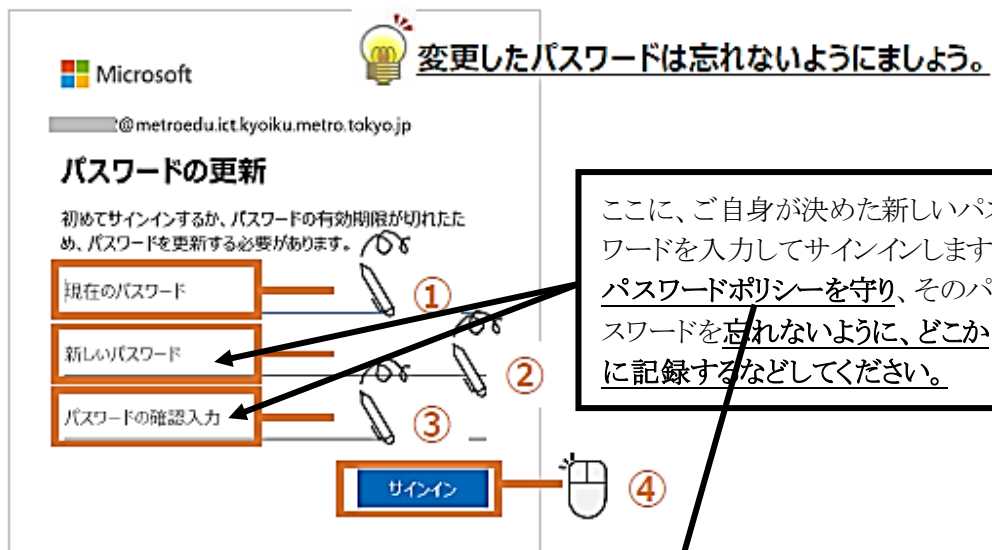 変更したパスワードは忘れないようにましょう。
Microsoft
@metroedu.ict.kyoiku.metro.tokyo.jp
パスワードの更新
初めてサインインするか、パスワードの有効期限が切れたた
め、パスワードを更新する必要があります。
現在のパスワード
①
新しいパスワード
②
パスワードの確認入力
③
サインイン
④
ここに、ご自身が決めた新しいパス
ワードを入力してサインインします
パスワードポリシーを守り、そのパ
スワードを忘れないように、どこか
に記録するなどしてください。